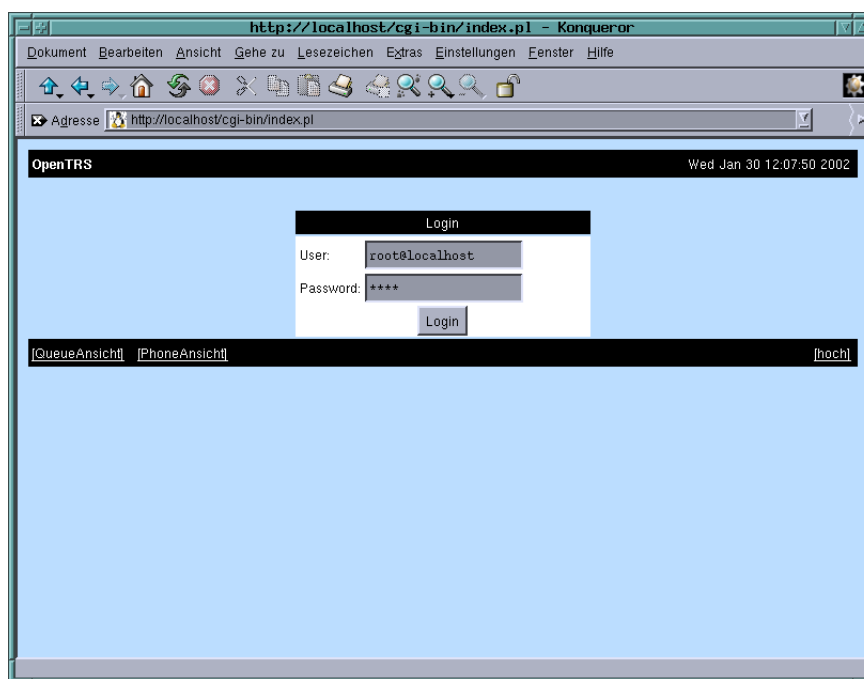 http://localhost/cgi-bin/index.pl - Konqueror
Dokument Bearbeiten Ansicht Gehe zu Lesezeichen Extras Einstellungen Fenster Hilfe
Adresse http://localhost/cgi-bin/index.pl
OpenTRS Wed Jan 30 12:07:50 2002
Login
User: root@localhost
Password: ****
Login
[QueueAnsicht] [PhoneAnsicht] [hoch]